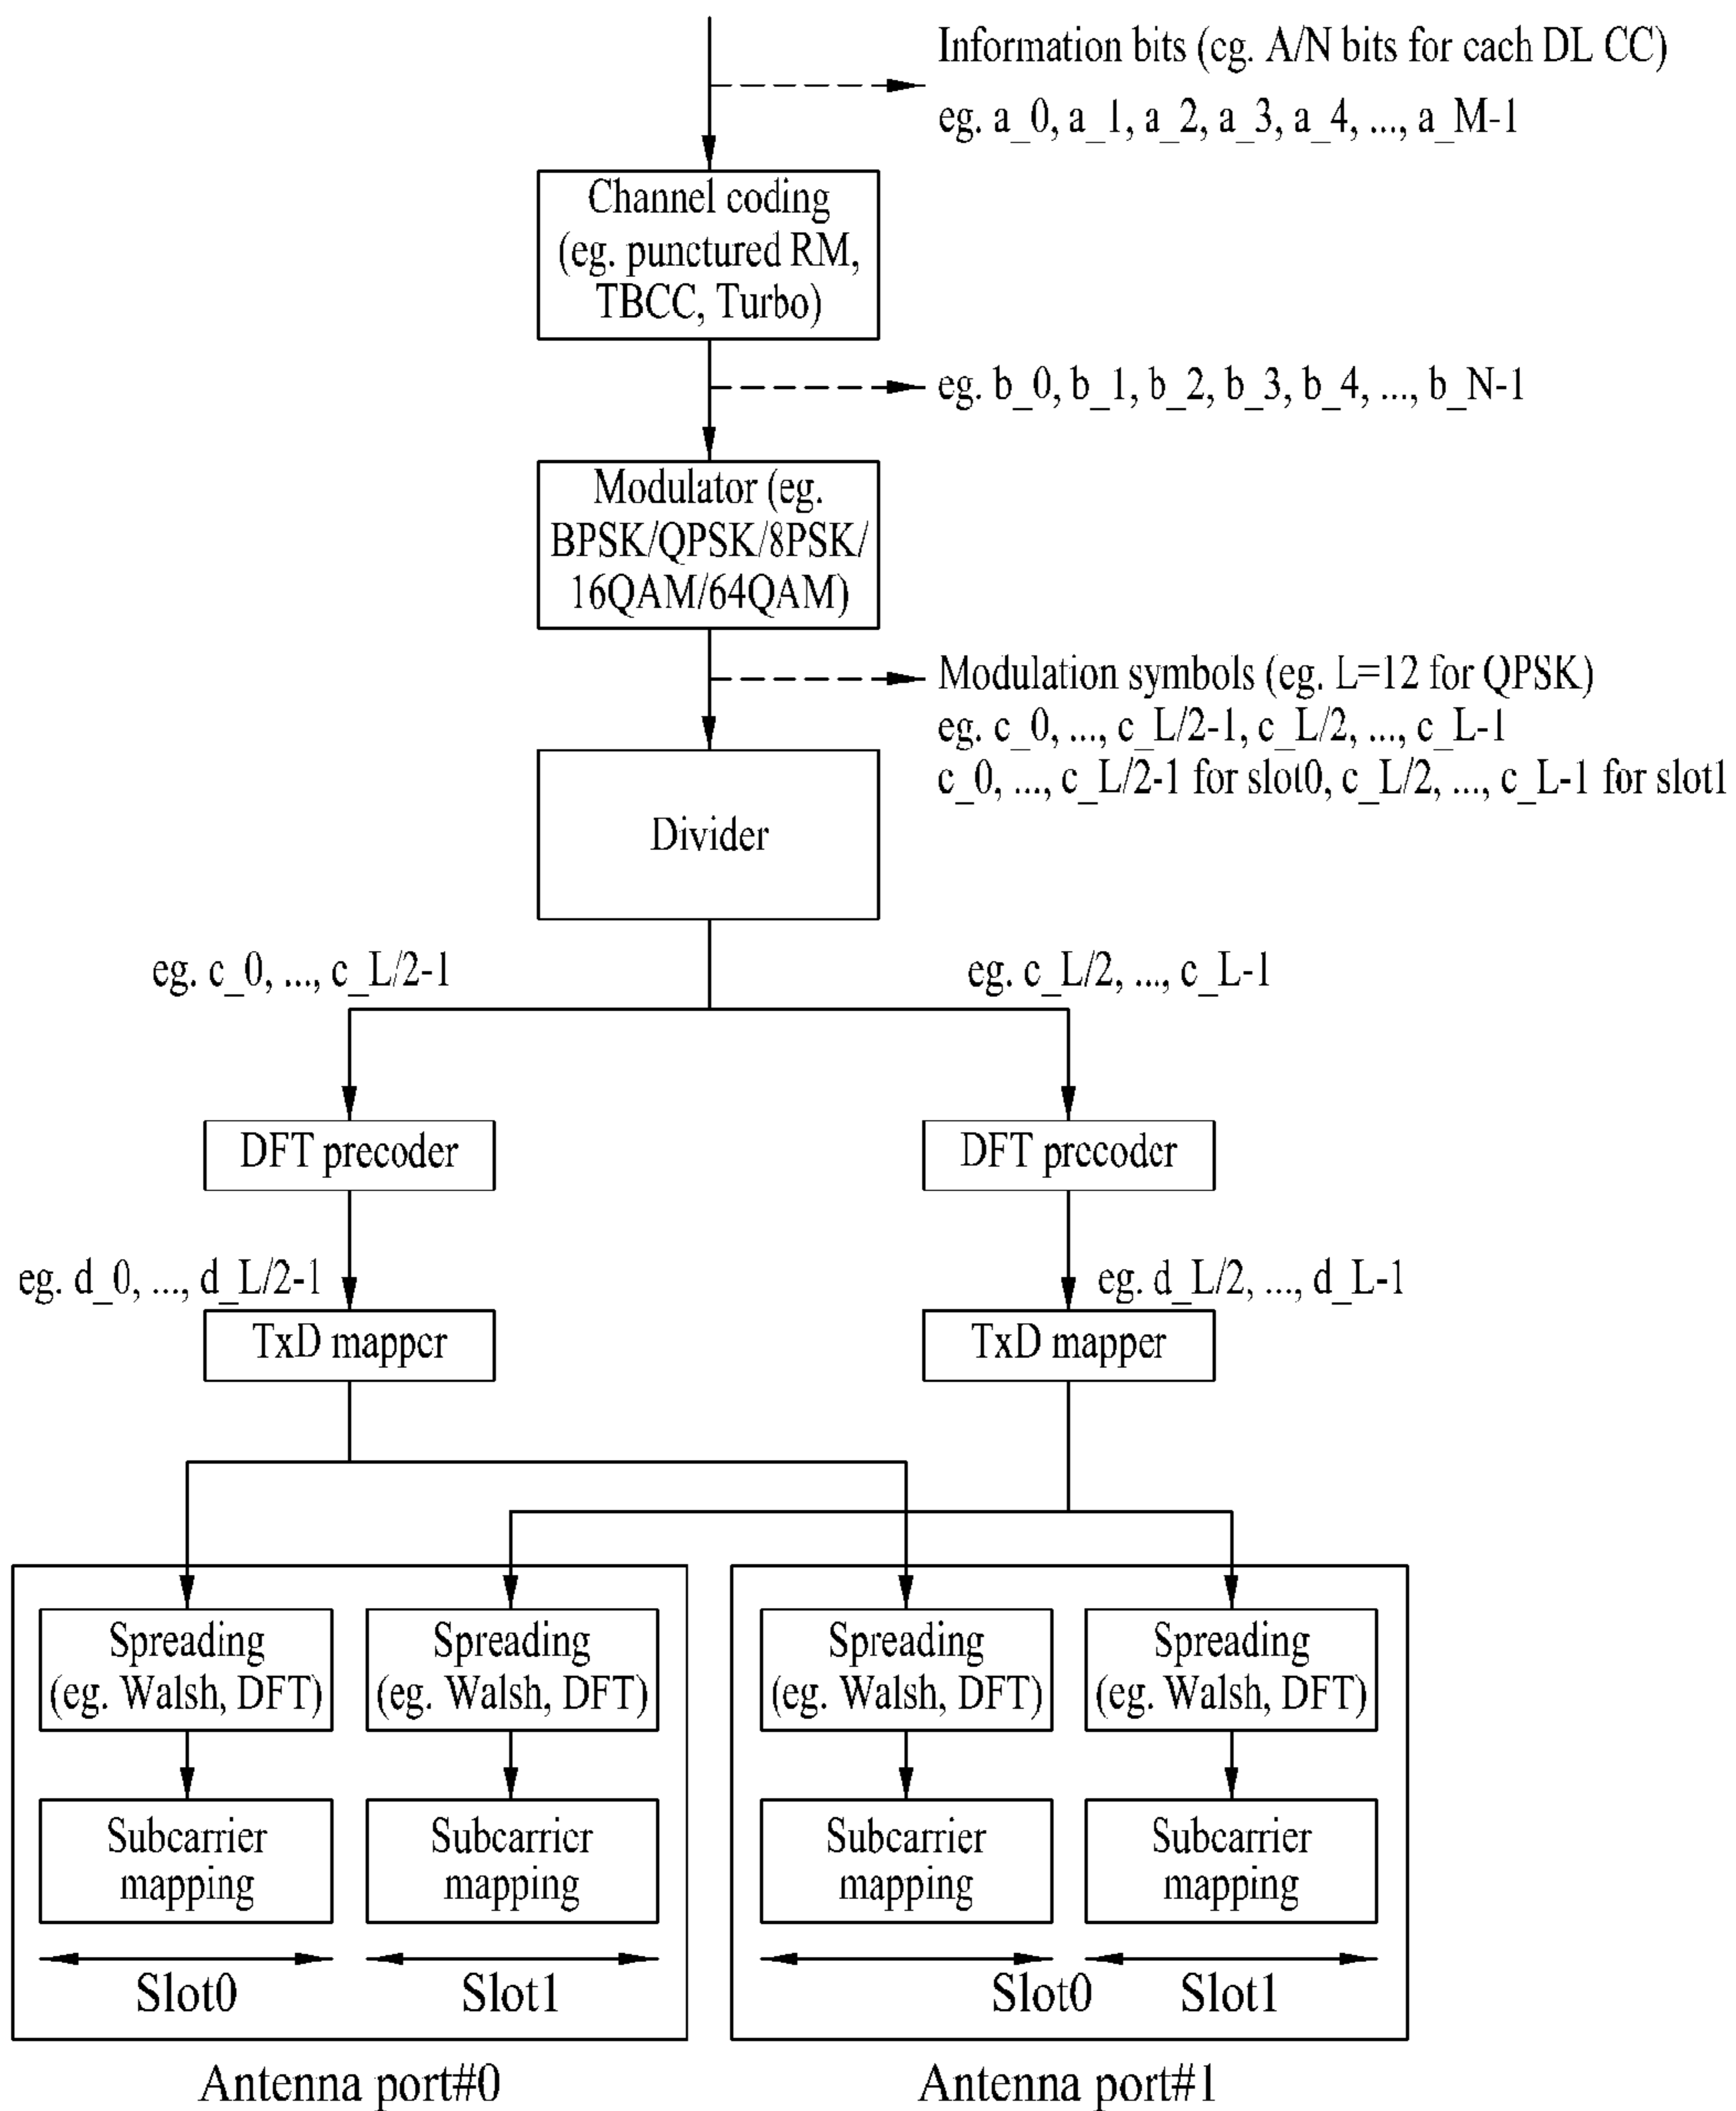 Information bits (cg. A/N bits for cach DL CC)
eg. a_0, a_1, a_2, a_3, a_4, ..., a_M-1
Channel coding
(eg. punctured RM,
TBCC, Turbo)
eg. b_0, b_1, b_2, b_3, b_4, ..., b_N-1
Modulator (eg.
BPSK/QPSK/8PSK/
16QAM/64QAM)
Modulation symbols (eg. L=12 for QPSK)
eg. c_0, ..., c_L/2-1, c_L/2, ..., c_L-1
c_0, ..., c_L/2-1 for slot0, c_L/2, ..., c_L-1 for slot1
Divider
eg. c_0, ..., c_L/2-1
eg. c_L/2, ..., c_L-1
DFT precoder
DFT prccodcr
eg. d_0, ..., d_L/2-1
eg. d_L/2, ..., d_L-1
TxD mappcr
TxD mapper
Spreading
(eg. Walsh, DFT)
Spreading
(eg. Walsh, DFT)
Spreading
(eg. Walsh, DFT)
Spreading
(eg. Walsh, DFT)
Subcarrier
mapping
Subcarricr
mapping
Subcarrier
mapping
Subcarrier
mapping
Slot0
Slot1
Slot0
Slot1
Antenna port#0
Antenna port#1